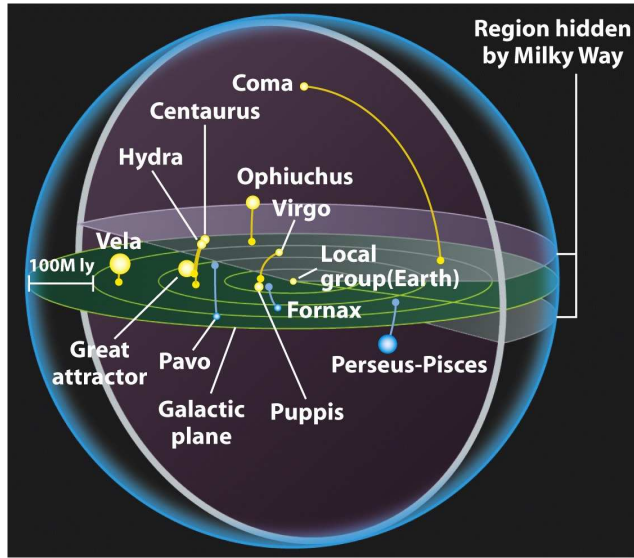 Region hidden
by Milky Way
Coma
Centaurus
Hydra
Ophiuchus
Virgo
Vela
Local
group(Earth)
100M ly
Fornax
Great
attractor
Pavo
Perseus-Pisces
Galactic
plane
Puppis